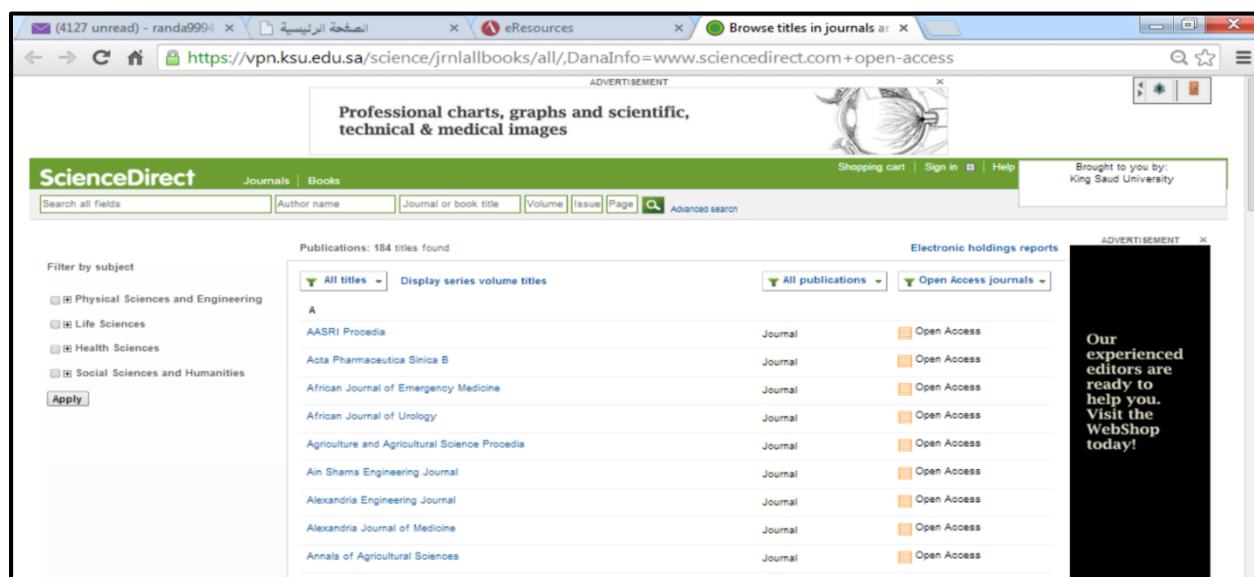 (4127 unread) - randa9994
الصفحة الرئيسية
eResources
Browse titles in journals ar
https://vpn.ksu.edu.sa/science/jrnlallbooks/all/,DanaInfo=www.sciencedirect.com+open-access
ADVERTISEMENT
Professional charts, graphs and scientific,
technical & medical images
ScienceDirect
Journals | Books
Shopping cart | Sign in | Help
Brought to you by:
King Saud University
Search all fields
Author name
Journal or book title
Volume
Issue
Page
Advanced search
Publications: 184 titles found
Electronic holdings reports
Filter by subject
Physical Sciences and Engineering
Life Sciences
Health Sciences
Social Sciences and Humanities
Apply
All titles
Display series volume titles
All publications
Open Access journals
A
AASRI Procedia Journal Open Access
Acta Pharmaceutica Sinica B Journal Open Access
African Journal of Emergency Medicine Journal Open Access
African Journal of Urology Journal Open Access
Agriculture and Agricultural Science Procedia Journal Open Access
Ain Shams Engineering Journal Journal Open Access
Alexandria Engineering Journal Journal Open Access
Alexandria Journal of Medicine Journal Open Access
Annals of Agricultural Sciences Journal Open Access
ADVERTISEMENT
Our
experienced
editors are
ready to
help you.
Visit the
WebShop
today!